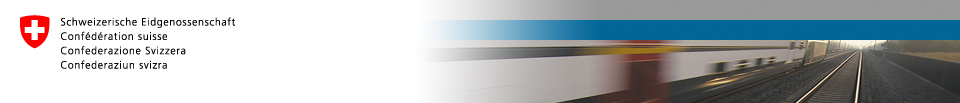 Schweizerische Eidgenossenschaft
Confédération suisse
Confederazione Svizzera
Confederaziun svizra